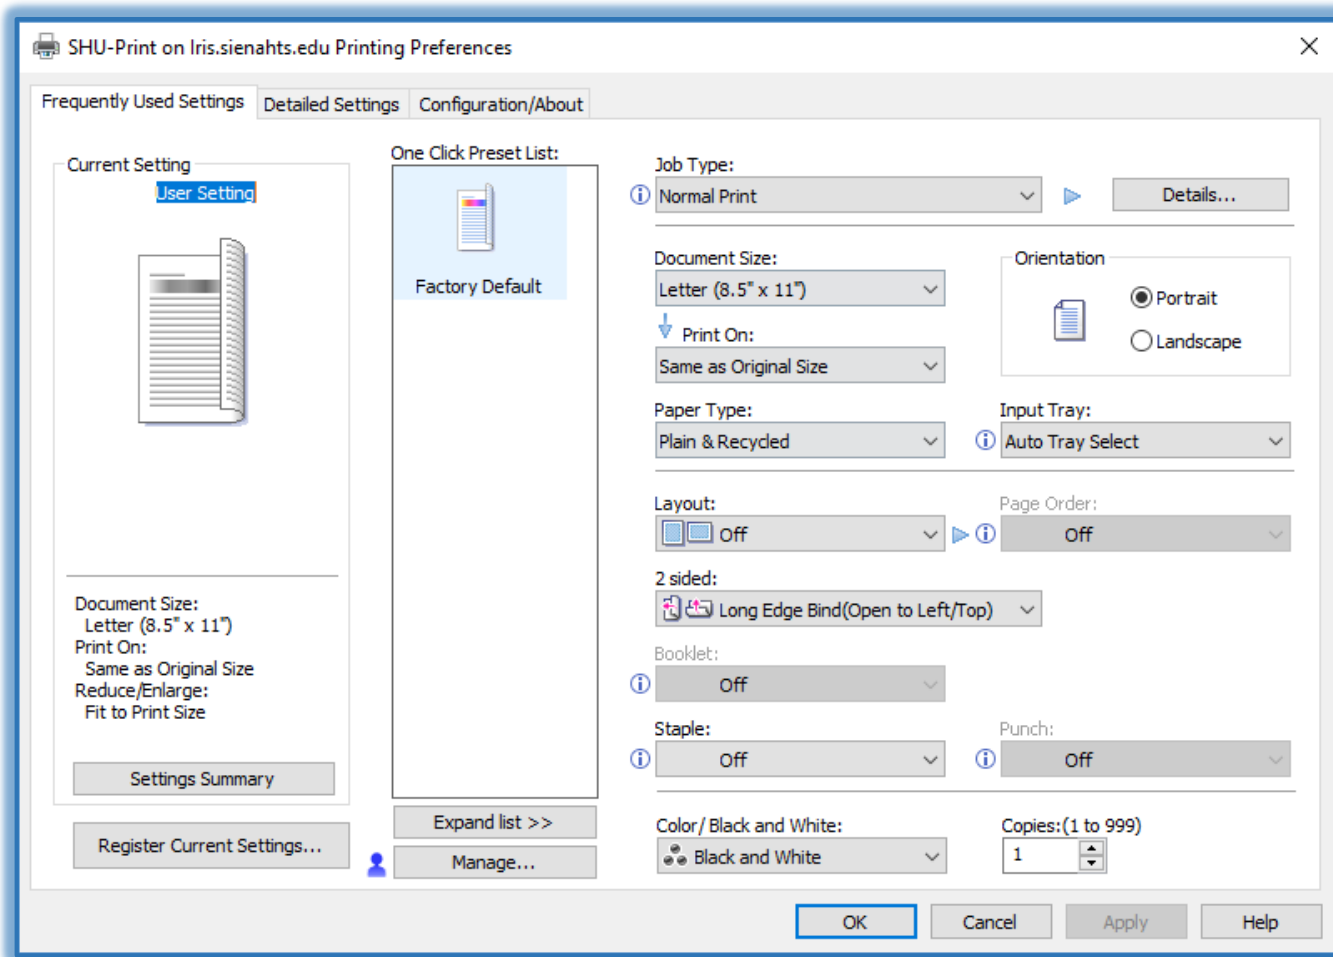 SHU-Print on Iris.sienahts.edu Printing Preferences
Frequently Used Settings
Detailed Settings
Configuration/About
Current Setting
User Setting
Document Size:
Letter (8.5" x 11")
Print On:
Same as Original Size
Reduce/Enlarge:
Fit to Print Size
Settings Summary
Register Current Settings...
One Click Preset List:
Factory Default
Expand list >>
Manage...
Job Type:
Normal Print
Details...
Document Size:
Letter (8.5" x 11")
Print On:
Same as Original Size
Orientation
Portrait
Landscape
Paper Type:
Plain & Recycled
Input Tray:
Auto Tray Select
Layout:
Off
Page Order:
Off
2 sided:
Long Edge Bind(Open to Left/Top)
Booklet:
Off
Staple:
Off
Punch:
Off
Color/ Black and White:
Black and White
Copies:(1 to 999)
1
OK
Cancel
Apply
Help